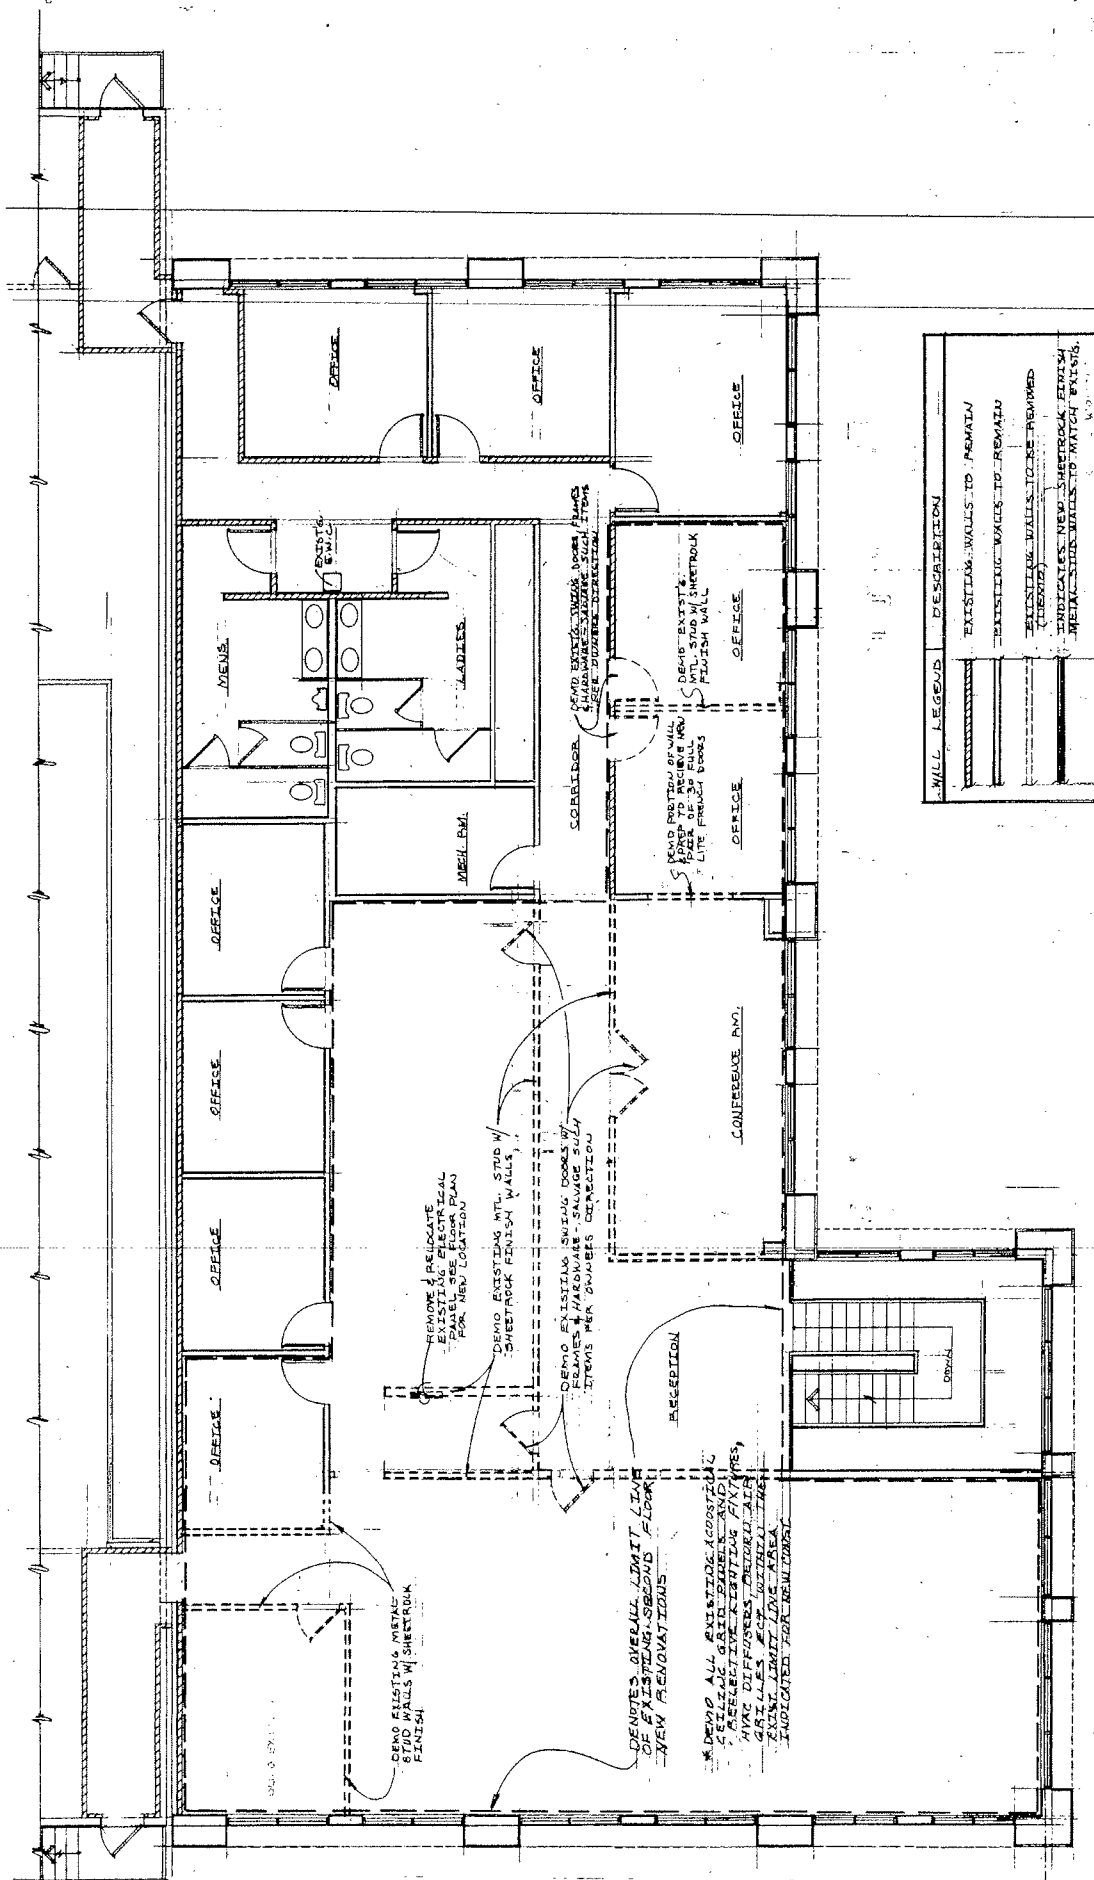 OFFICE
OFFICE
OFFICE
MENS
EXIST'G.
E.W.C.
LADIES
DEMO EXIST'G. SWING DOORS, FRAMES
& HARDWARE - SALVAGE SUCH ITEMS
PER OWNERS DIRECTION
CORRIDOR
DEMO EXIST'G.
MTL. STUD W/ SHEETROCK
FINISH WALL
OFFICE
DEMO PORTION OF WALL
& PREP TO RECIEVE NEW
PAIR OF 30 FULL
LITE FRENCH DOORS
OFFICE
MECH. RM.
OFFICE
OFFICE
OFFICE
OFFICE
CONFERENCE RM.
REMOVE & RELOCATE
EXISTING ELECTRICAL
PANEL SEE FLOOR PLAN
FOR NEW LOCATION
DEMO EXISTING MTL. STUD W/
SHEETROCK FINISH WALLS
DEMO EXISTING SWING DOORS W/
FRAMES & HARDWARE - SALVAGE SUCH
ITEMS PER OWNERS DIRECTION
RECEPTION
DOWN
DEMO EXISTING METAL
STUD WALLS W/ SHEETROCK
FINISH
DENOTES OVERALL LIMIT LINE
OF EXISTING SECOND FLOOR
NEW RENOVATIONS
* DEMO ALL EXISTING ACOUSTICAL
CEILING GRID PANELS AND
REFLECTIVE LIGHTING FIXTURES,
HVAC DIFFUSERS, RETURN AIR
GRILLES ECT. WITHIN THE
EXIST. LIMIT LINE AREA
INDICATED FOR NEW CONST.
WALL LEGEND DESCRIPTION
EXISTING WALLS TO REMAIN
EXISTING WALLS TO REMAIN
EXISTING WALLS TO BE REMOVED
(DEMO)
INDICATES NEW SHEETROCK FINISH
METAL STUD WALLS TO MATCH EXIST'G.